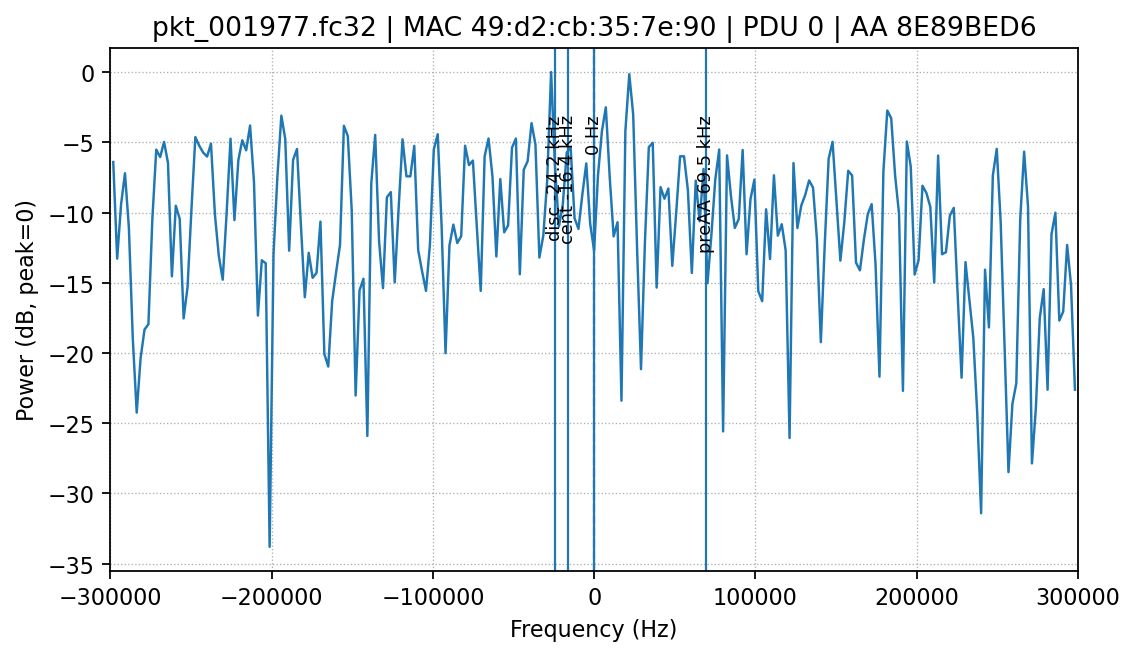 pkt_001977.fc32 | MAC 49:d2:cb:35:7e:90 | PDU 0 | AA 8E89BED6
Power (dB, peak=0)
0
−5
−10
−15
−20
−25
−30
−35
disc -24.2 kHz
cent -16.4 kHz
0 Hz
preAA 69.5 kHz
−300000
−200000
−100000
0
100000
200000
300000
Frequency (Hz)